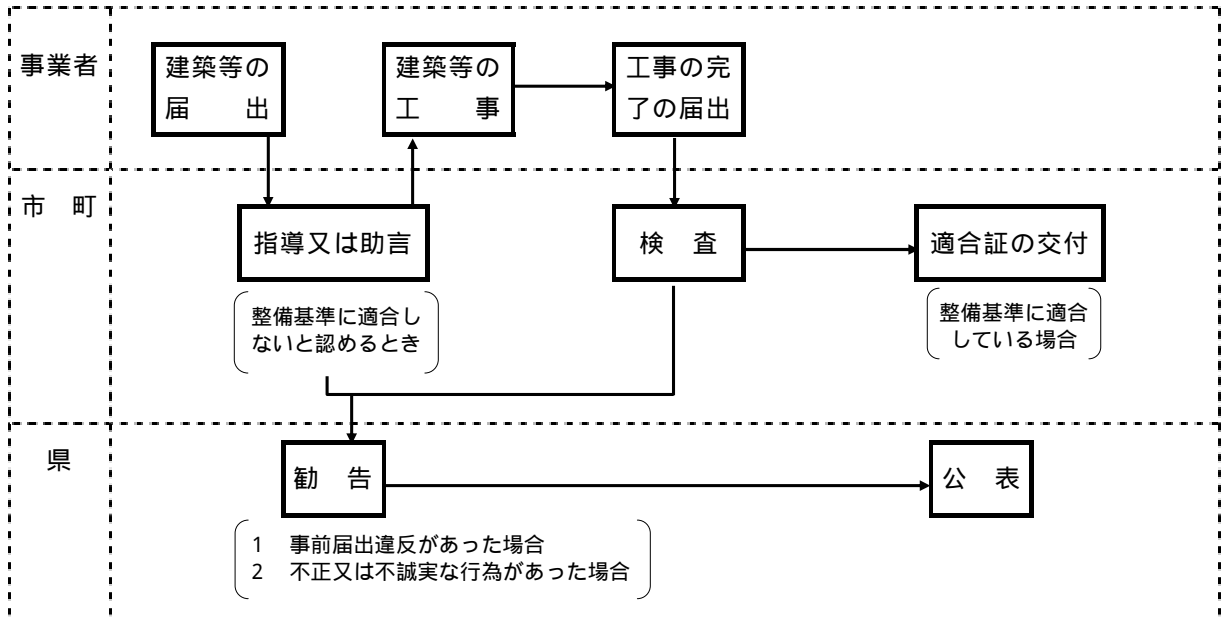 事業者
建築等の
届　　出
建築等の
工　　事
工事の完
了の届出
市　町
指導又は助言
検　査
適合証の交付
整備基準に適合し
ないと認めるとき
整備基準に適合
している場合
県
勧　告
公　表
1　事前届出違反があった場合
2　不正又は不誠実な行為があった場合